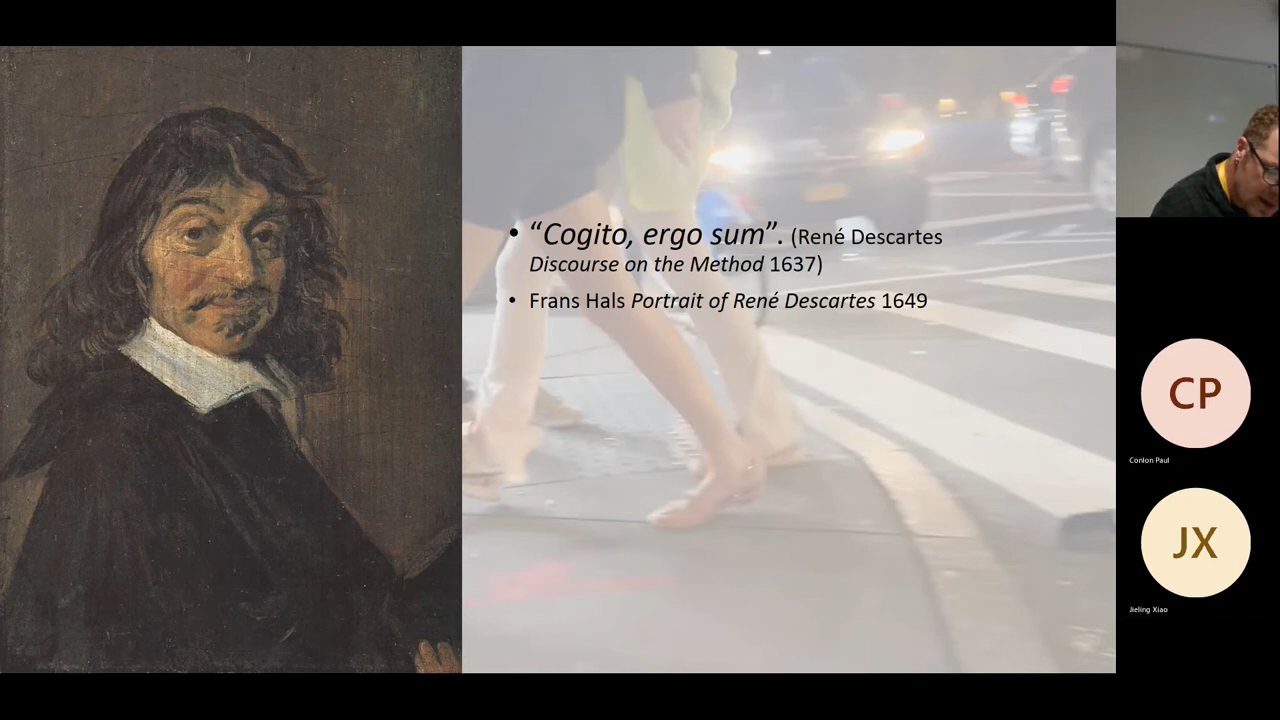 • “Cogito, ergo sum”. (René Descartes
Discourse on the Method 1637)
• Frans Hals Portrait of René Descartes 1649
CP
Conlon Paul
JX
Jieling Xiao